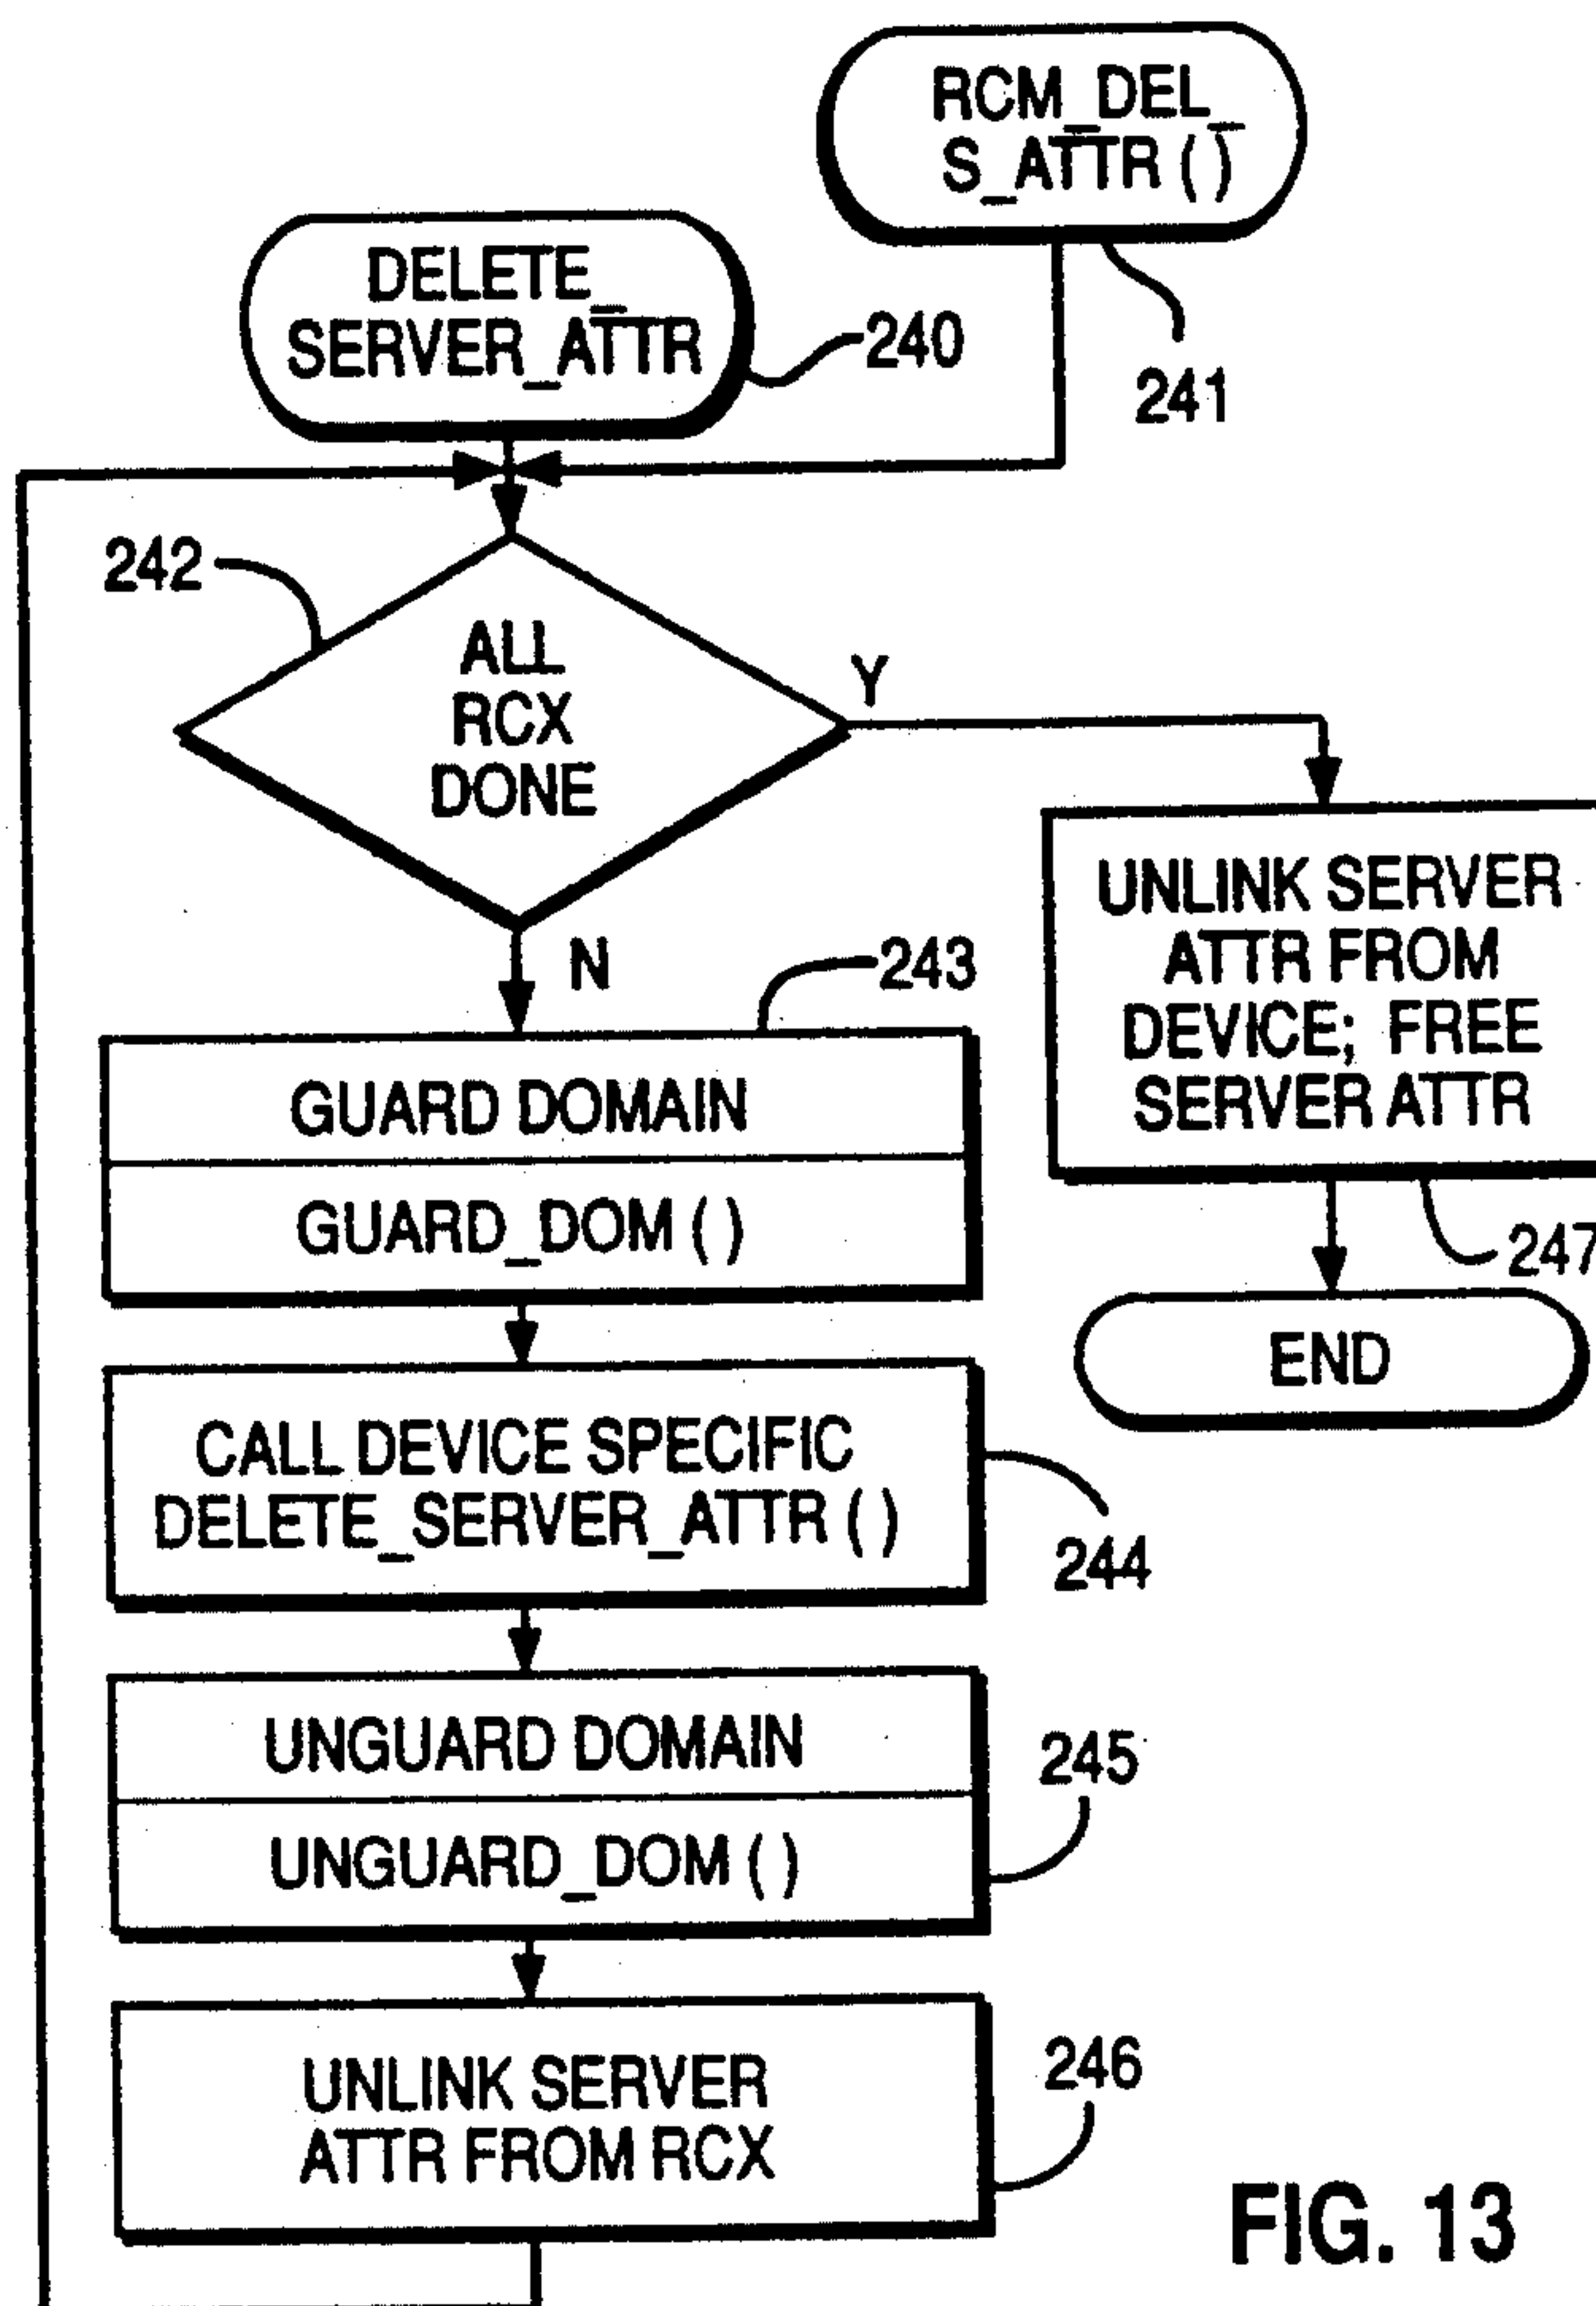 RCM_DEL_
S_ATTR ( )
DELETE_
SERVER_ATTR
240
241
242
ALL
RCX
DONE
Y
N
UNLINK SERVER
ATTR FROM
DEVICE; FREE
SERVER ATTR
243
GUARD DOMAIN
GUARD_DOM ( )
247
END
CALL DEVICE SPECIFIC
DELETE_SERVER_ATTR ( )
244
UNGUARD DOMAIN
UNGUARD_DOM ( )
245
UNLINK SERVER
ATTR FROM RCX
246
FIG. 13